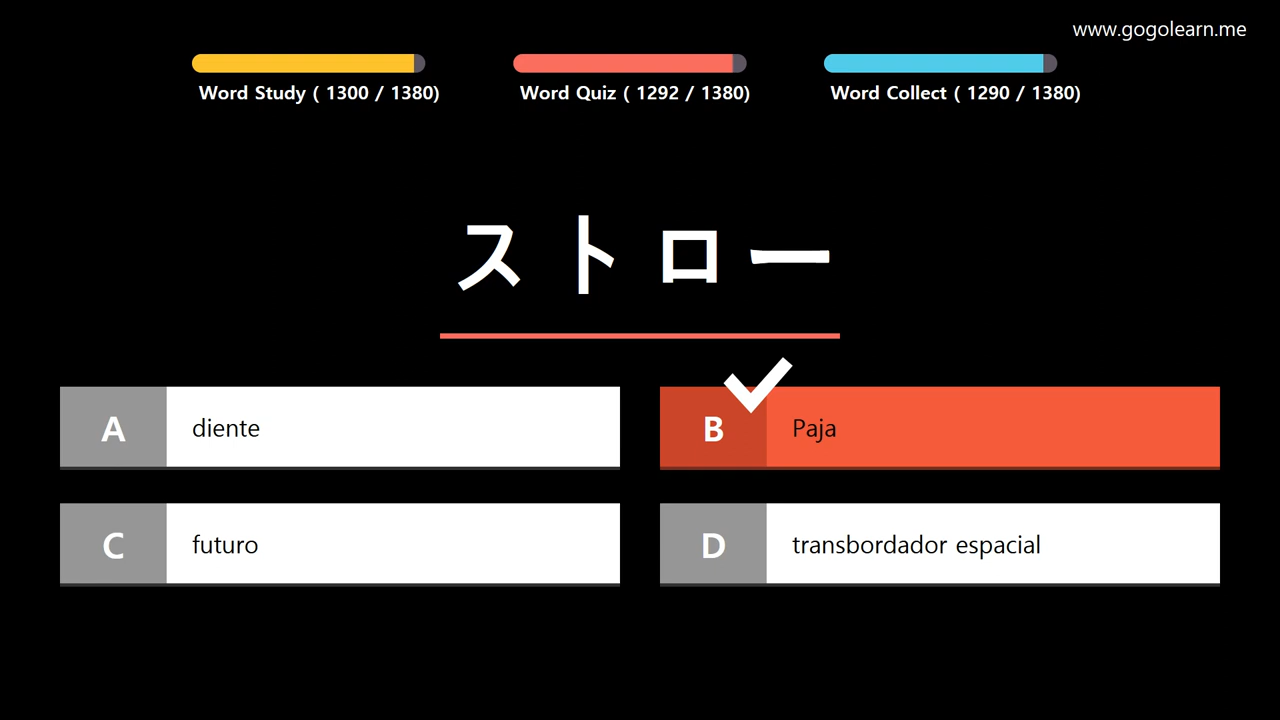 www.gogolearn.me
Word Study ( 1300 / 1380)
Word Quiz ( 1292 / 1380)
Word Collect ( 1290 / 1380)
ストロー
A diente
B Paja
C futuro
D transbordador espacial